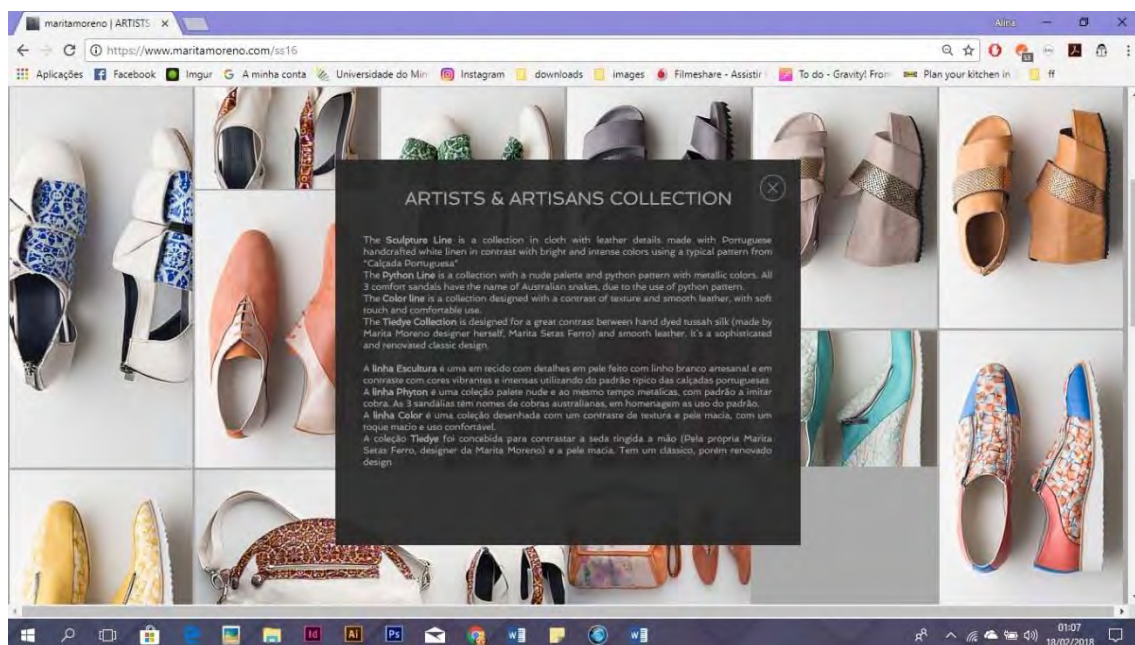 maritamoreno | ARTISTS
Alina
https://www.maritamoreno.com/ss16
Aplicações Facebook Imgur G A minha conta Universidade do Min Instagram downloads images Filmeshare - Assistir To do - Gravity! From Plan your kitchen in ff
ARTISTS & ARTISANS COLLECTION
The Sculpture Line is a collection in cloth with leather details made with Portuguese
handcrafted white linen in contrast with bright and intense colors using a typical pattern from
"Calçada Portuguesa"
The Python Line is a collection with a nude palette and python pattern with metallic colors. All
3 comfort sandals have the name of Australian snakes, due to the use of python pattern.
The Color line is a collection designed with a contrast of texture and smooth leather, with soft
touch and comfortable use.
The Tiedye Collection is designed for a great contrast between hand dyed tussah silk (made by
Marita Moreno designer herself, Marita Setas Ferro) and smooth leather. It's a sophisticated
and renovated classic design.
A linha Escultura é uma em tecido com detalhes em pele feito com linho branco artesanal e em
contraste com cores vibrantes e intensas utilizando do padrão típico das calçadas portuguesas
A linha Phyton é uma coleção palete nude e ao mesmo tempo metálicas, com padrão a imitar
cobra. As 3 sandálias têm nomes de cobras australianas, em homenagem as uso do padrão.
A linha Color é uma coleção desenhada com um contraste de textura e pele macia, com um
toque macio e uso confortável.
A coleção Tiedye foi concebida para contrastar a seda tingida a mão (Pela própria Marita
Setas Ferro, designer da Marita Moreno) e a pele macia. Tem um clássico, porém renovado
design
Id Ai Ps
01:07
18/02/2018